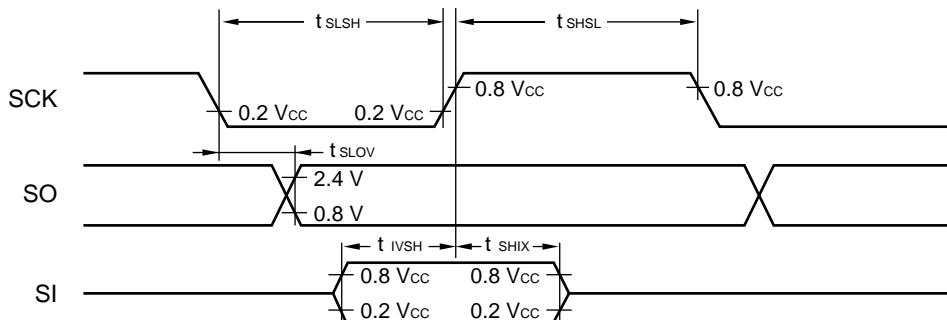 t SLSH t SHSL
SCK 0.8 VCC 0.8 VCC
0.2 VCC 0.2 VCC
t SLOV
SO 2.4 V
0.8 V
t IVSH t SHIX
SI 0.8 VCC 0.8 VCC
0.2 VCC 0.2 VCC